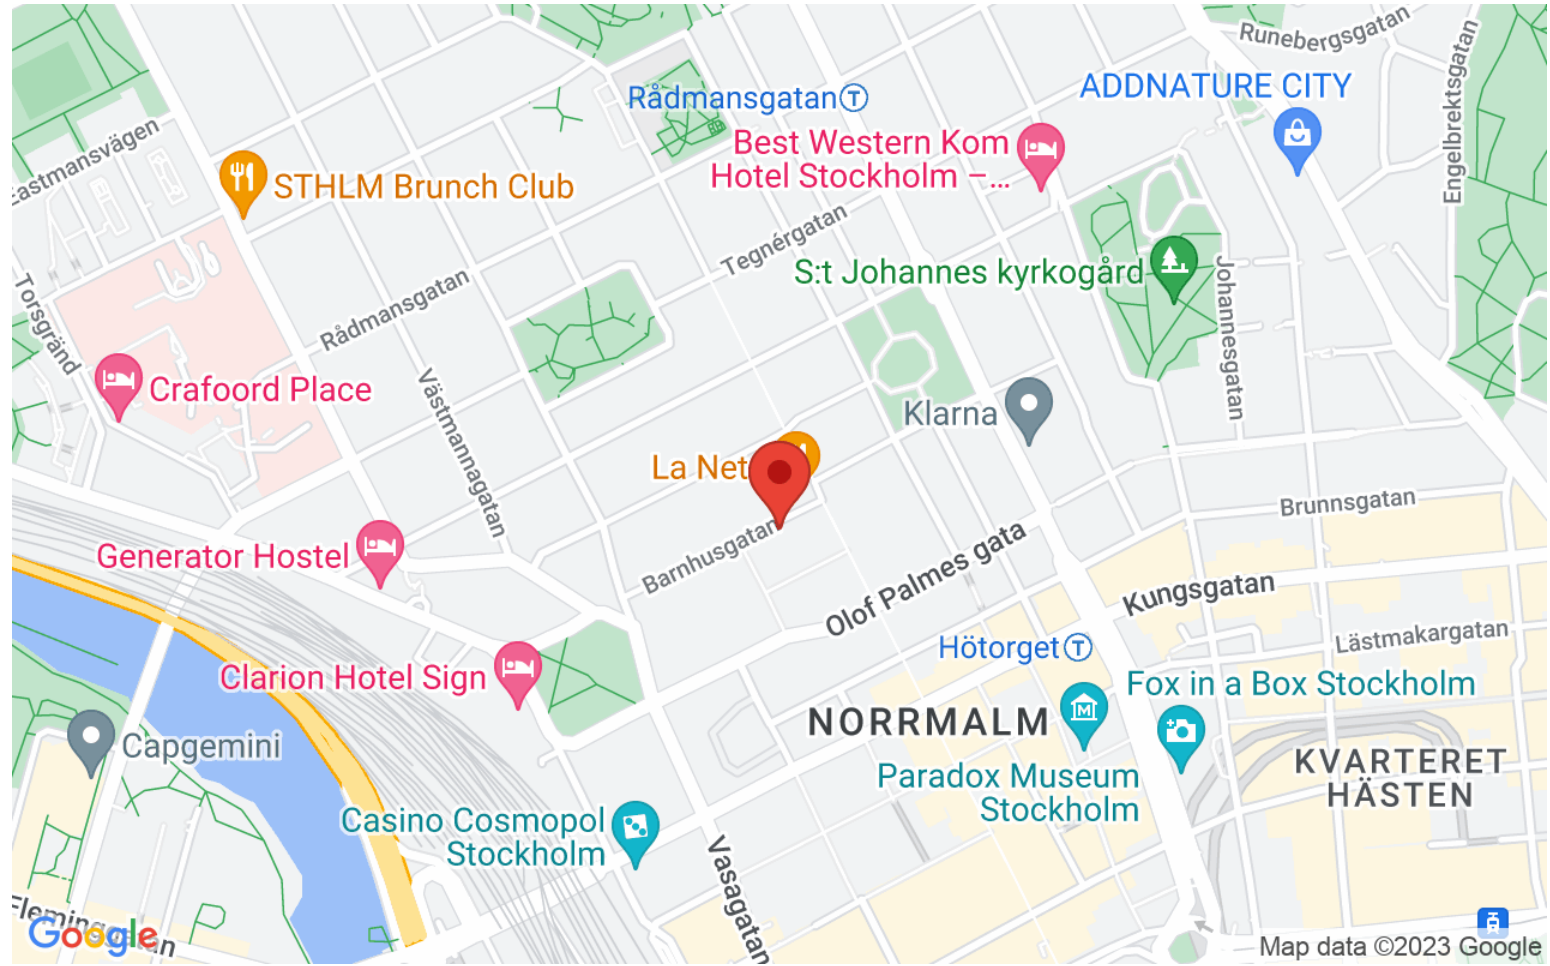 Runebergsgatan
Engelbrektsgatan
ADDNATURE CITY
Rådmansgatan
Best Western Kom
Hotel Stockholm –...
Eastmansvägen
STHLM Brunch Club
Tegnérgatan
S:t Johannes kyrkogård
Johannesgatan
Torsgränd
Rådmansgatan
Crafoord Place
Västmannagatan
Klarna
La Net
Brunnsgatan
Generator Hostel
Barnhusgatan
Olof Palmes gata
Kungsgatan
Lästmakargatan
Hötorget
Clarion Hotel Sign
Fox in a Box Stockholm
NORRMALM
Capgemini
KVARTERET
HÄSTEN
Paradox Museum
Stockholm
Casino Cosmopol
Stockholm
Vasagatan
Google
Map data ©2023 Google